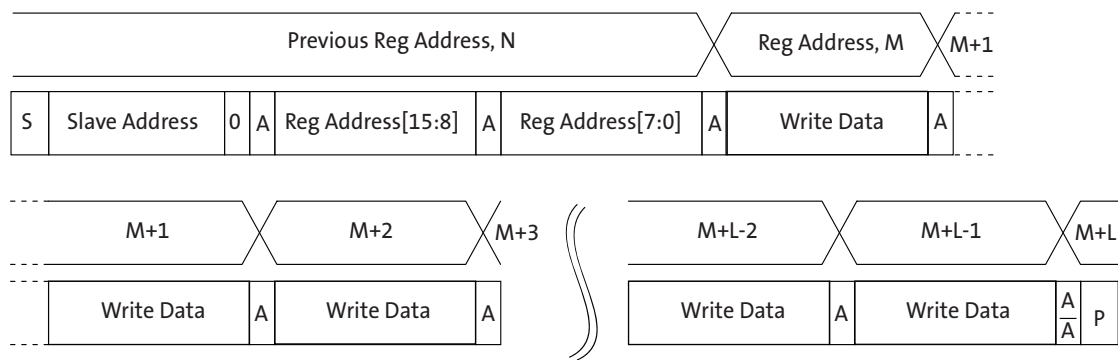 Previous Reg Address, N Reg Address, M M+1
S Slave Address 0 A Reg Address[15:8] A Reg Address[7:0] A Write Data A
M+1 M+2 M+3 M+L-2 M+L-1 M+L
Write Data A Write Data A Write Data A Write Data A/A̅ P